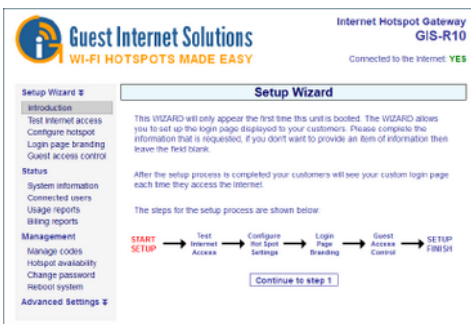 Guest Internet Solutions
WI-FI HOTSPOTS MADE EASY
Internet Hotspot Gateway
GIS-R10
Connected to the Internet: YES
Setup Wizard
Introduction
Test Internet access
Configure hotspot
Login page branding
Guest access control
Status
System information
Connected users
Usage reports
Billing reports
Management
Manage codes
Hotspot availability
Change password
Reboot system
Advanced Settings
Setup Wizard
This WIZARD will only appear the first time this unit is booted. The WIZARD allows
you to set up the login page displayed to your customers. Please complete the
information that is requested, if you don't want to provide an item of information then
leave the field blank.
After the setup process is completed your customers will see your custom login page
each time they access the Internet.
The steps for the setup process are shown below:
START SETUP
Test Internet Access
Configure Hot Spot Settings
Login Page Branding
Guest Access Control
SETUP FINISH
Continue to step 1